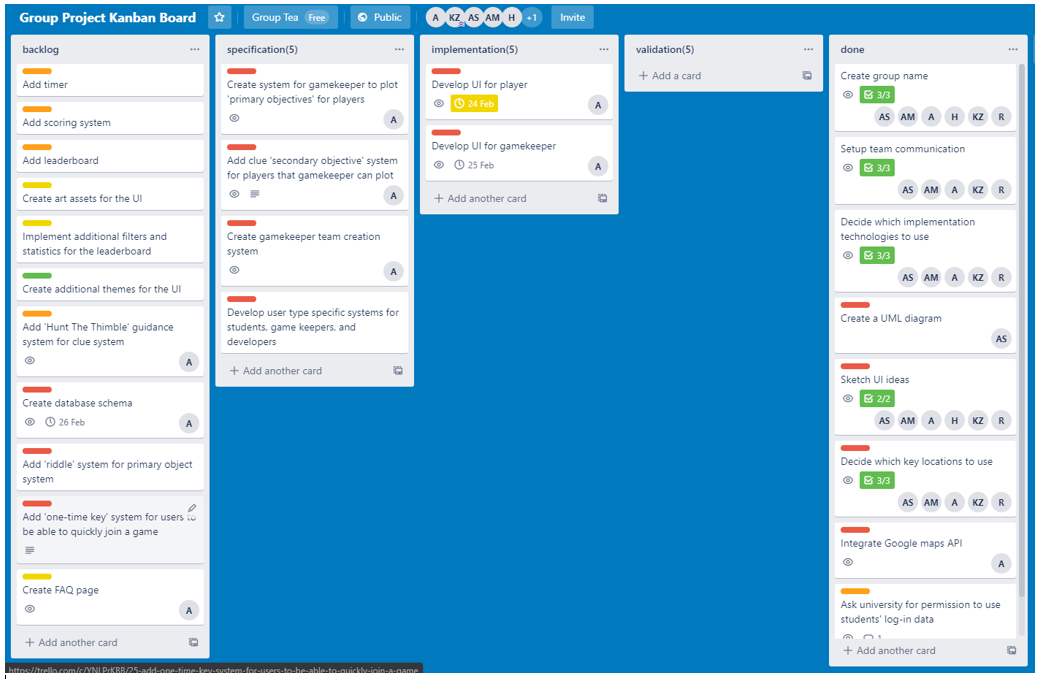 Group Project Kanban Board
Group Tea Free
Public
A KZ AS AM H +1
Invite
backlog
Add timer
Add scoring system
Add leaderboard
Create art assets for the UI
Implement additional filters and
statistics for the leaderboard
Create additional themes for the UI
Add 'Hunt The Thimble' guidance
system for clue system
A
Create database schema
26 Feb
A
Add 'riddle' system for primary object
system
Add 'one-time key' system for users to
be able to quickly join a game
Create FAQ page
A
+ Add another card
specification(5)
Create system for gamekeeper to plot
'primary objectives' for players
A
Add clue 'secondary objective' system
for players that gamekeeper can plot
A
Create gamekeeper team creation
system
A
Develop user type specific systems for
students, game keepers, and
developers
+ Add another card
implementation(5)
Develop UI for player
24 Feb
A
Develop UI for gamekeeper
25 Feb
A
+ Add another card
validation(5)
+ Add a card
done
Create group name
3/3
AS AM A H KZ R
Setup team communication
3/3
AS AM A KZ R
Decide which implementation
technologies to use
3/3
AS AM A KZ R
Create a UML diagram
AS
Sketch UI ideas
2/2
AS AM A H KZ R
Decide which key locations to use
3/3
AS AM A KZ R
Integrate Google maps API
A
Ask university for permission to use
students' log-in data
1
+ Add another card
https://trello.com/c/YNLPrKBB/25-add-one-time-key-system-for-users-to-be-able-to-quickly-join-a-game